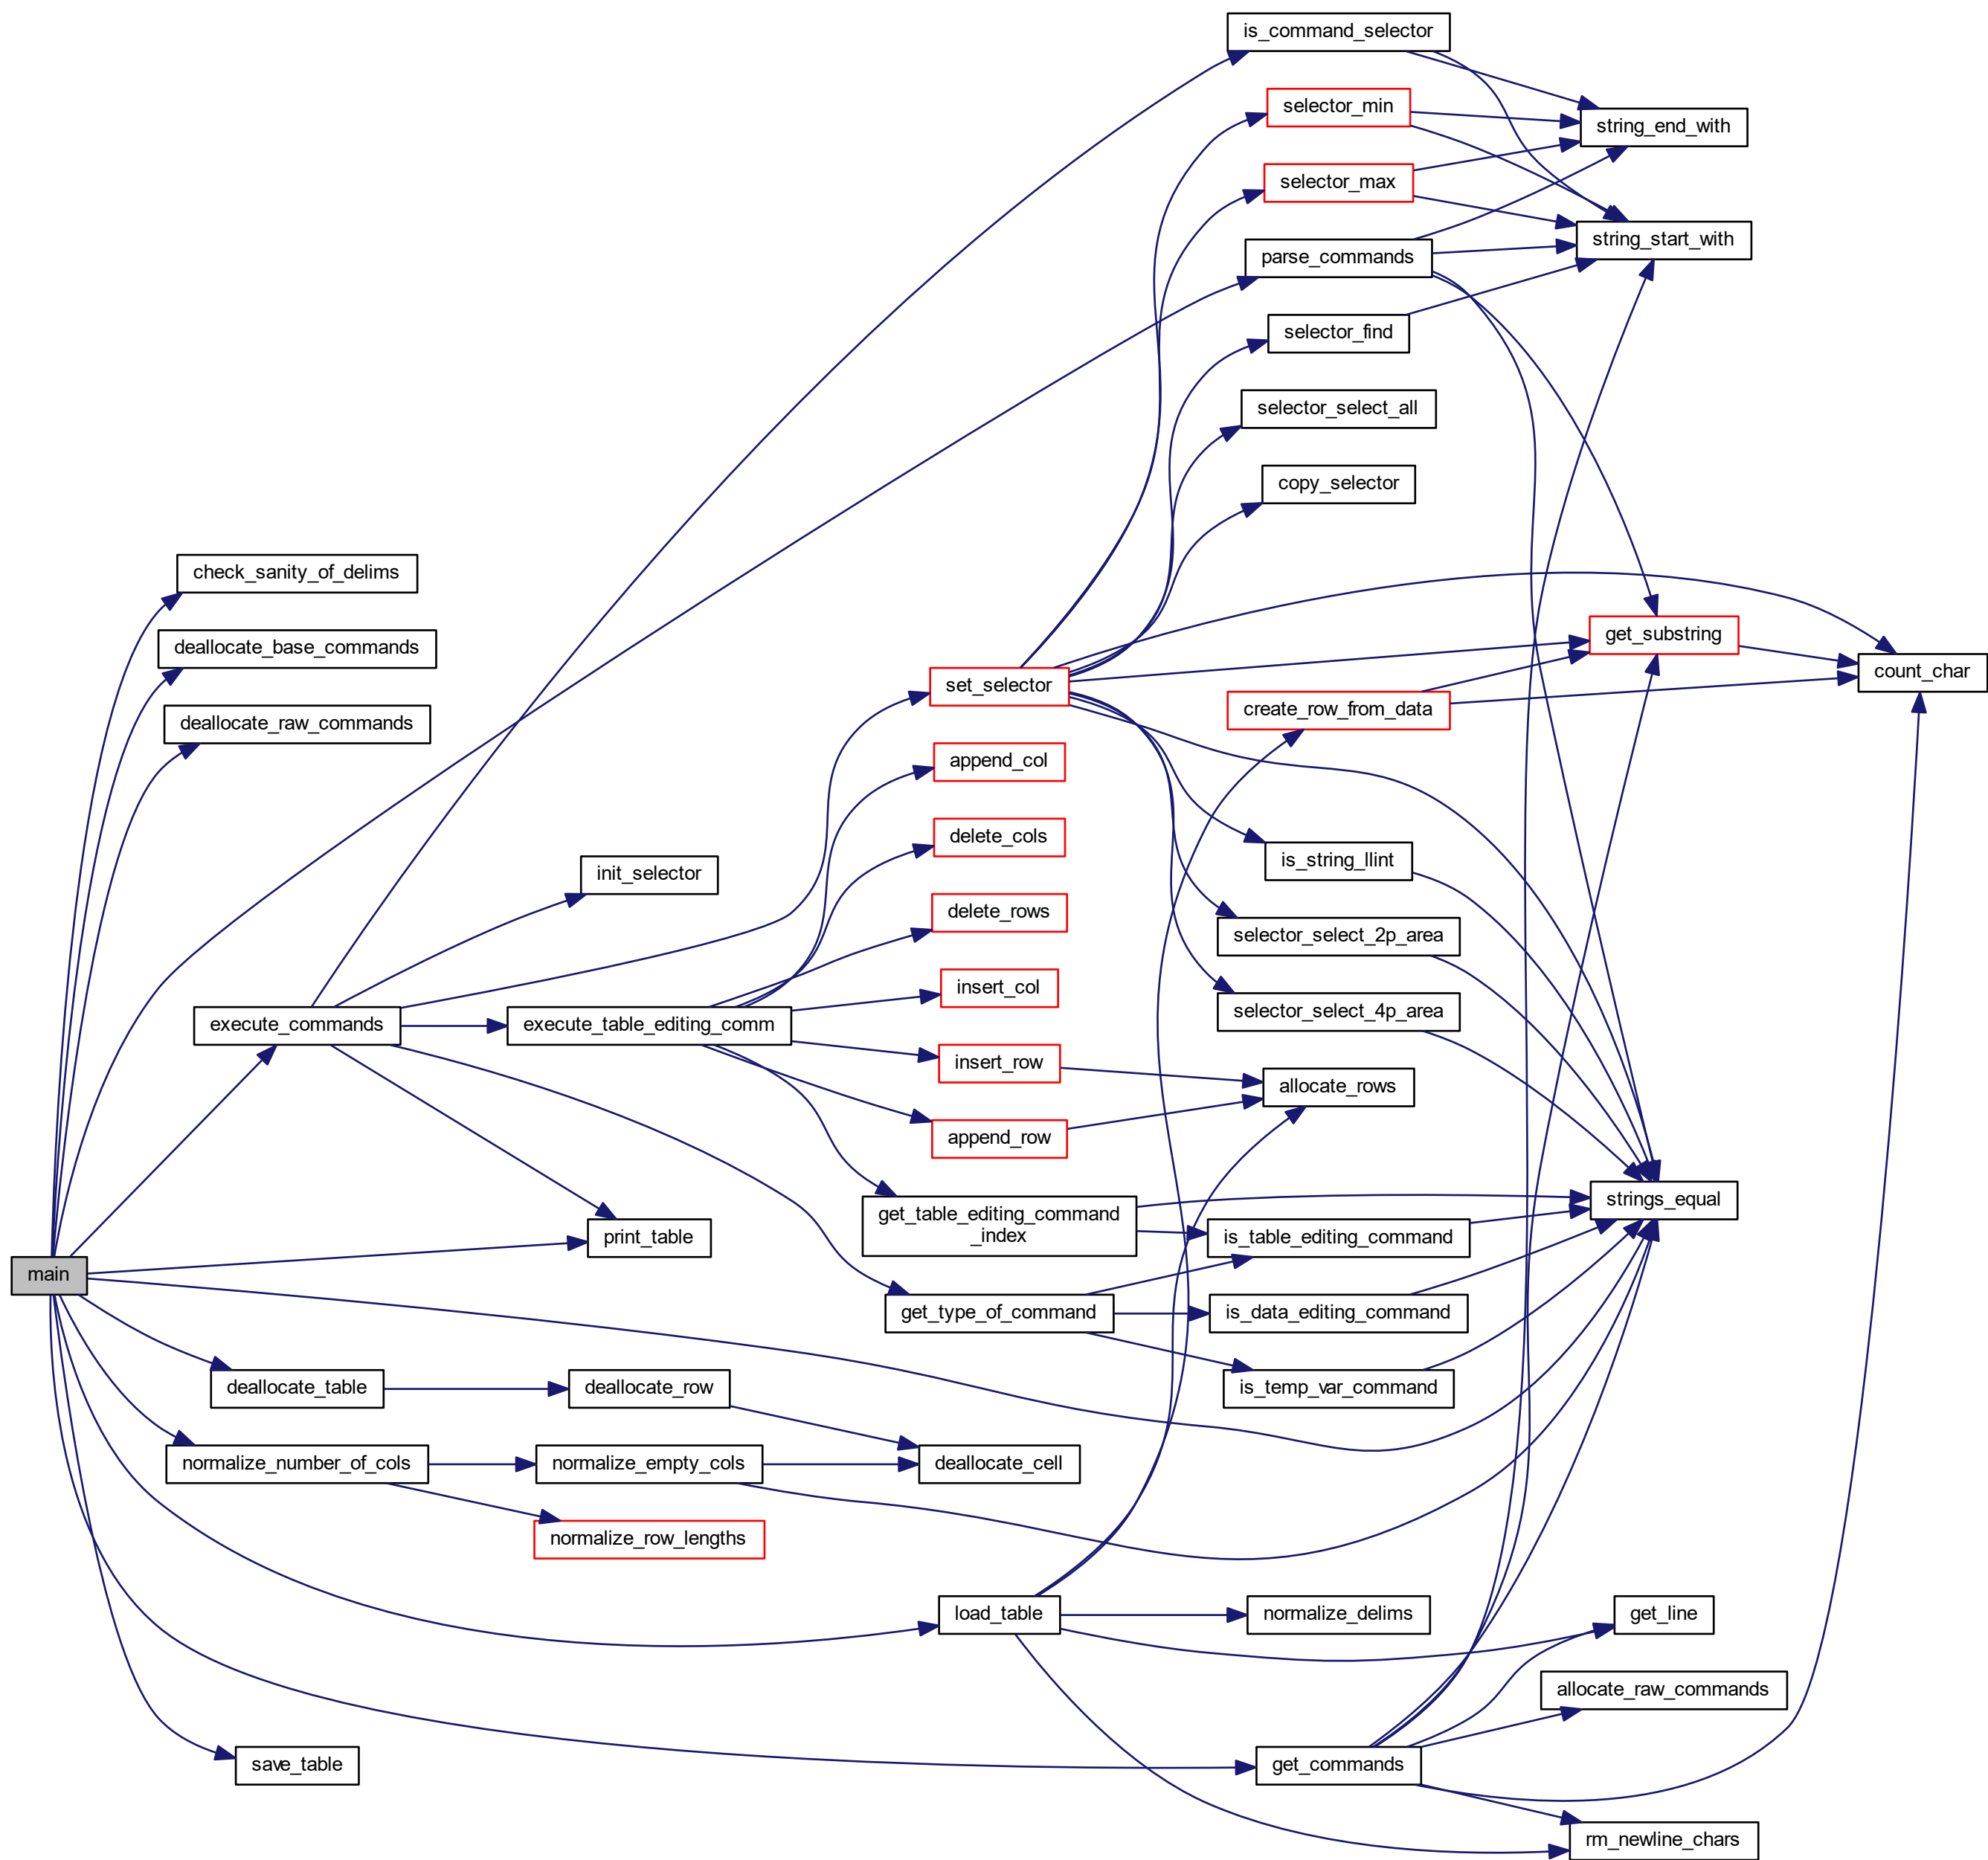 is_command_selector
selector_min
string_end_with
selector_max
string_start_with
parse_commands
selector_find
selector_select_all
copy_selector
check_sanity_of_delims
deallocate_base_commands
get_substring
set_selector
count_char
create_row_from_data
deallocate_raw_commands
append_col
delete_cols
is_string_llint
init_selector
delete_rows
selector_select_2p_area
insert_col
selector_select_4p_area
execute_commands
execute_table_editing_comm
insert_row
allocate_rows
append_row
strings_equal
get_table_editing_command
_index
print_table
is_table_editing_command
main
get_type_of_command
is_data_editing_command
deallocate_table
deallocate_row
is_temp_var_command
normalize_number_of_cols
normalize_empty_cols
deallocate_cell
normalize_row_lengths
load_table
normalize_delims
get_line
allocate_raw_commands
save_table
get_commands
rm_newline_chars